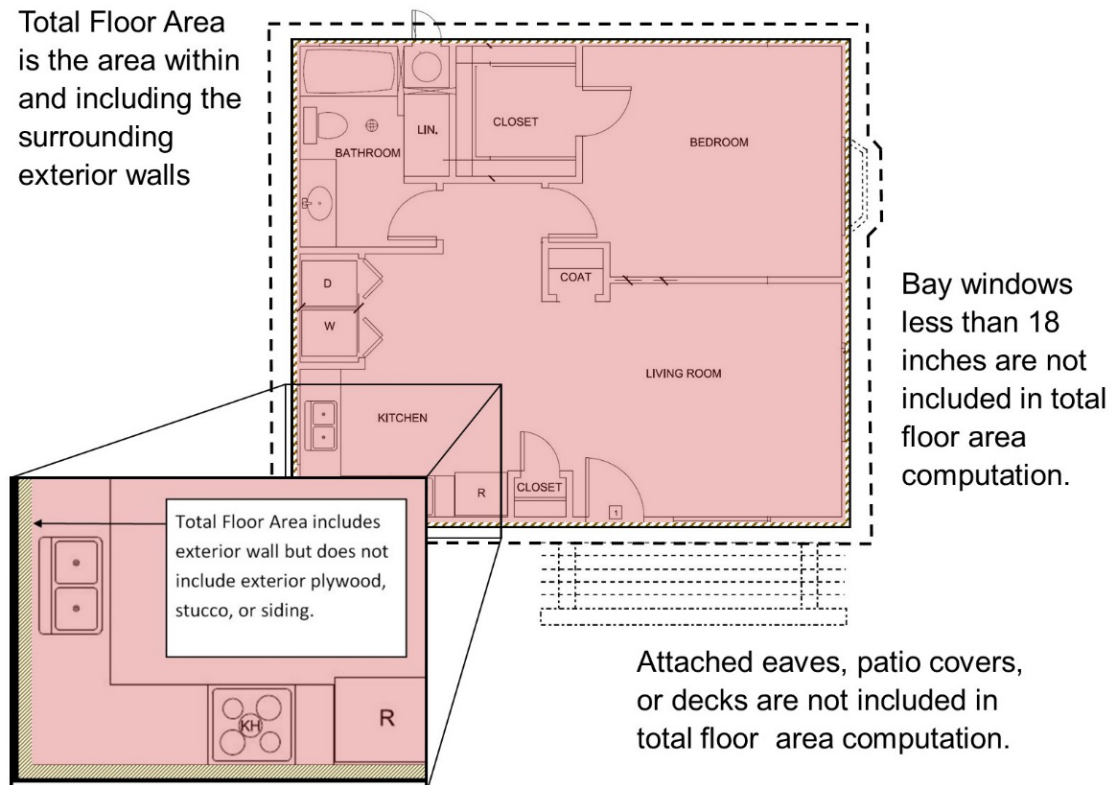 Total Floor Area
is the area within
and including the
surrounding
exterior walls
LIN.
CLOSET
BEDROOM
BATHROOM
COAT
D
W
LIVING ROOM
KITCHEN
R
CLOSET
1
Bay windows
less than 18
inches are not
included in total
floor area
computation.
Total Floor Area includes
exterior wall but does not
include exterior plywood,
stucco, or siding.
KH
R
Attached eaves, patio covers,
or decks are not included in
total floor area computation.